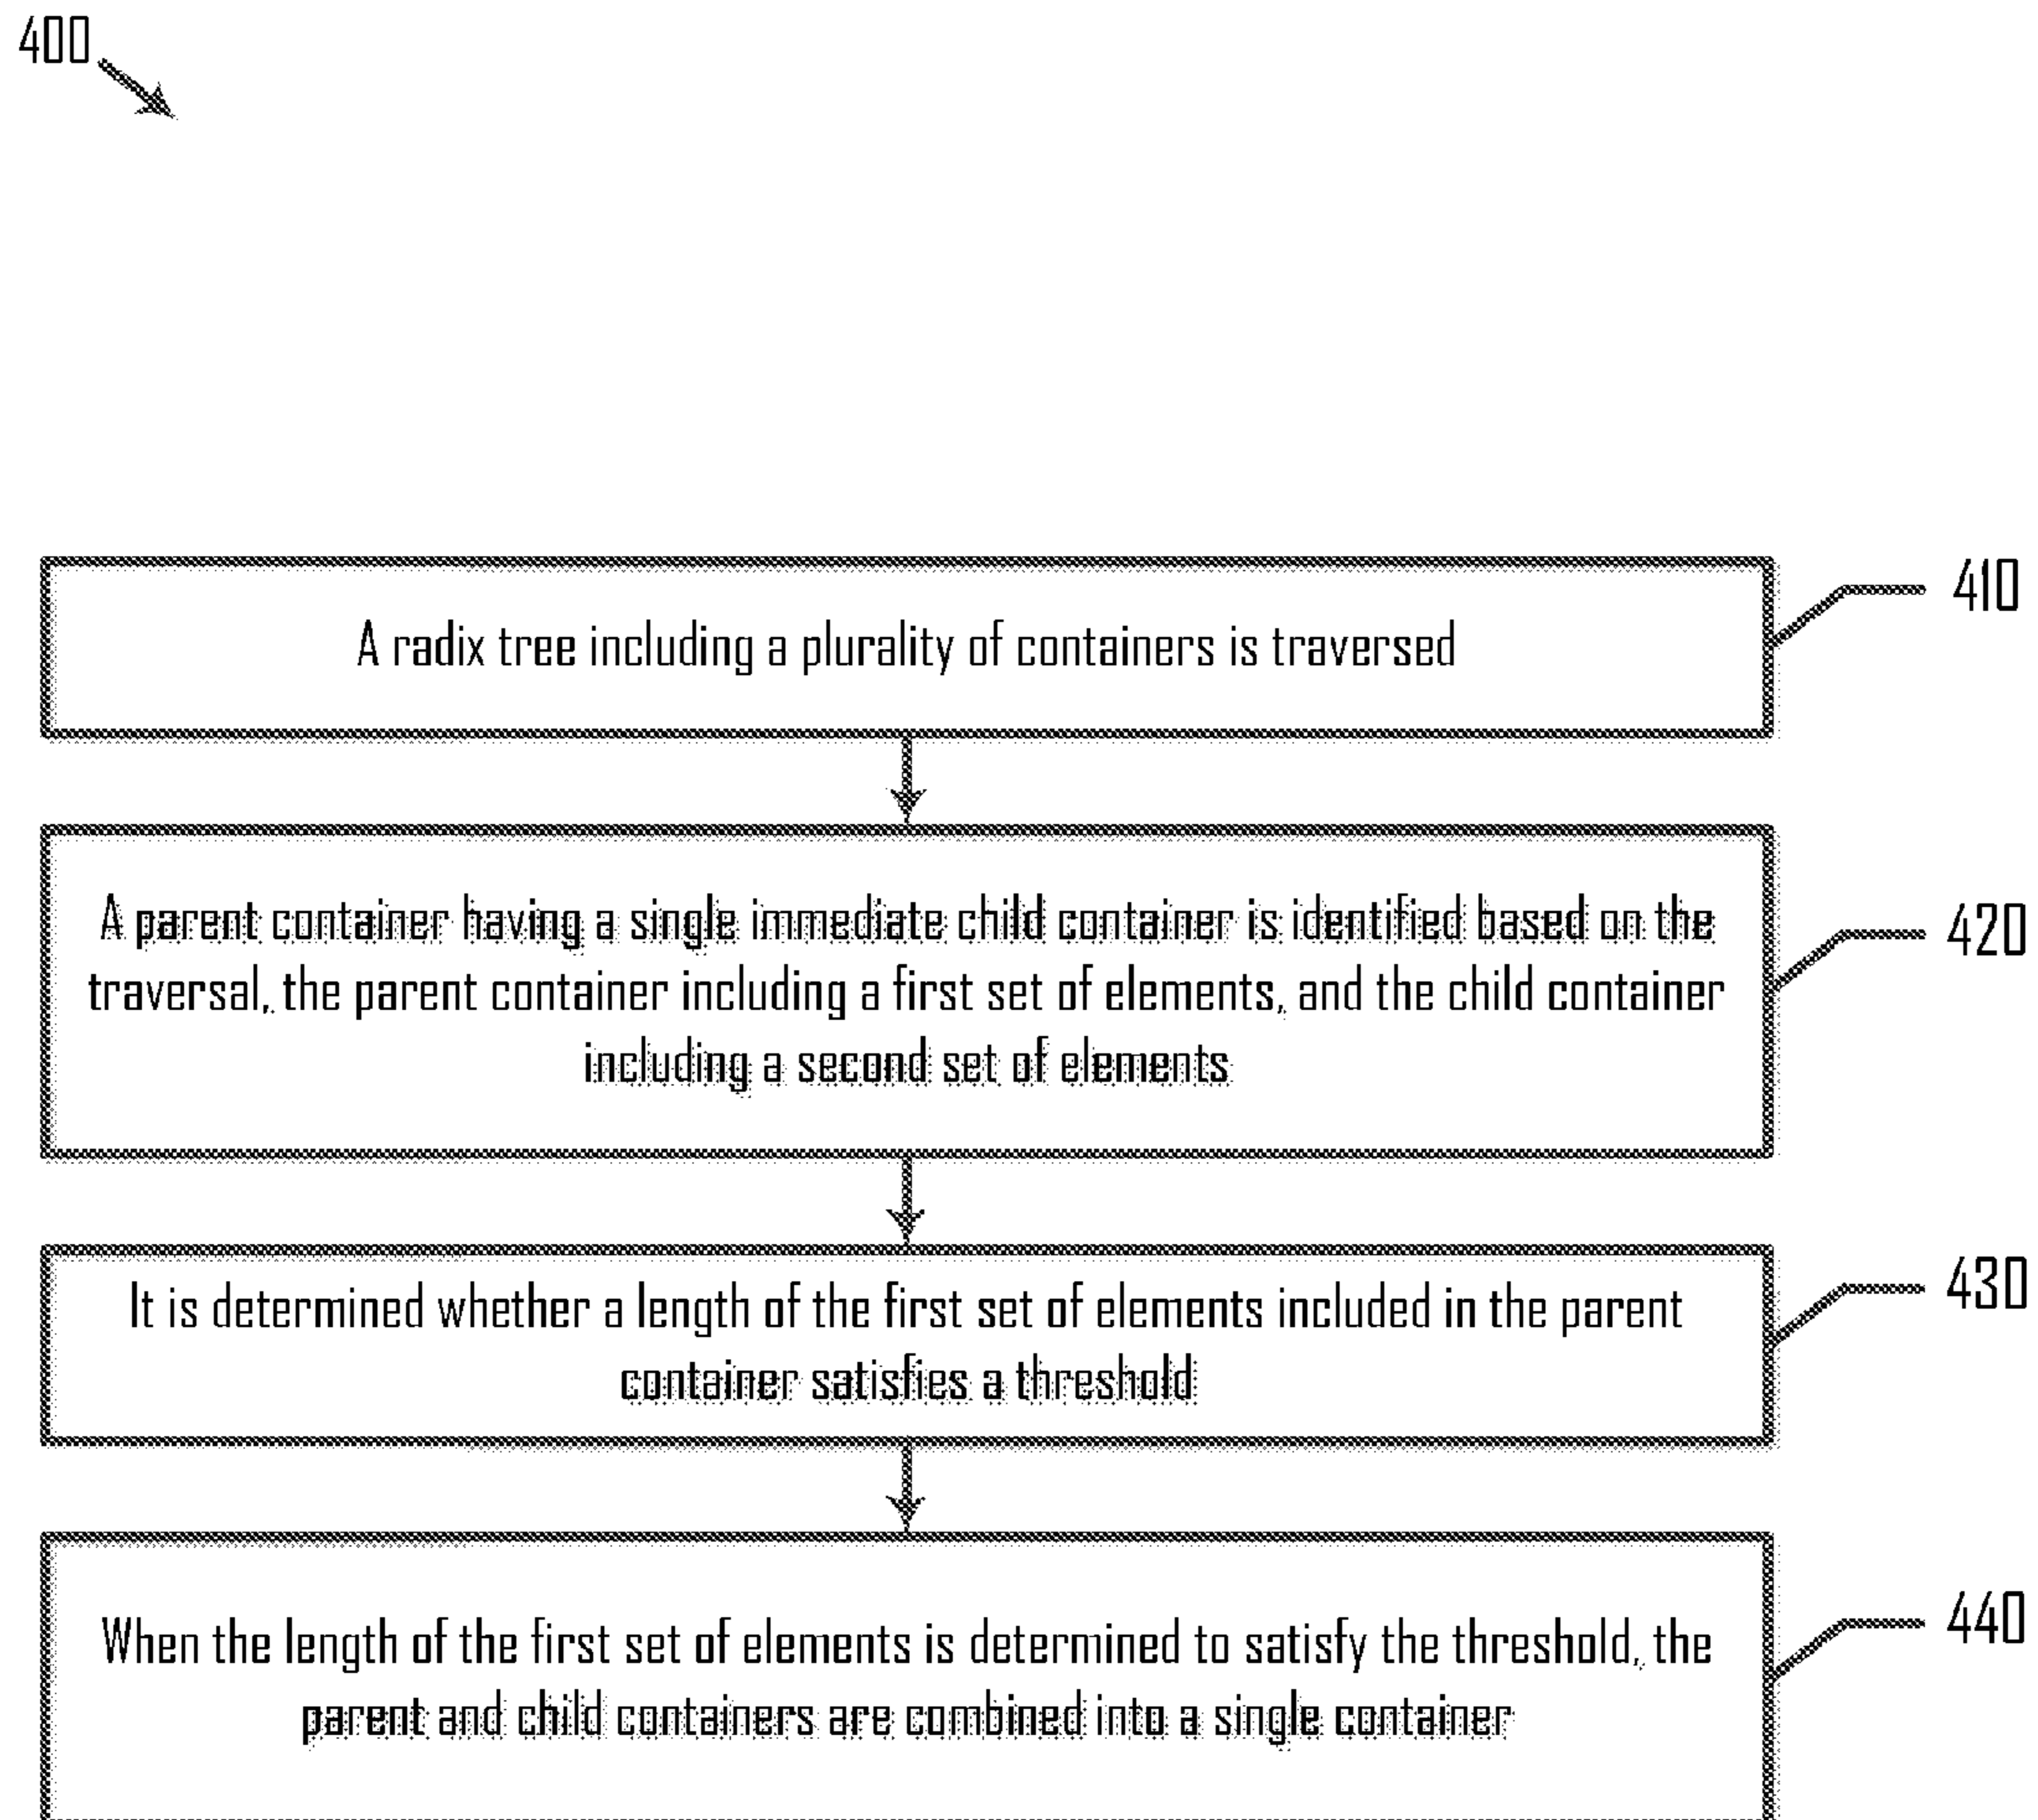 400
A radix tree including a plurality of containers is traversed
410
A parent container having a single immediate child container is identified based on the
traversal, the parent container including a first set of elements, and the child container
including a second set of elements
420
It is determined whether a length of the first set of elements included in the parent
container satisfies a threshold
430
When the length of the first set of elements is determined to satisfy the threshold, the
parent and child containers are combined into a single container
440